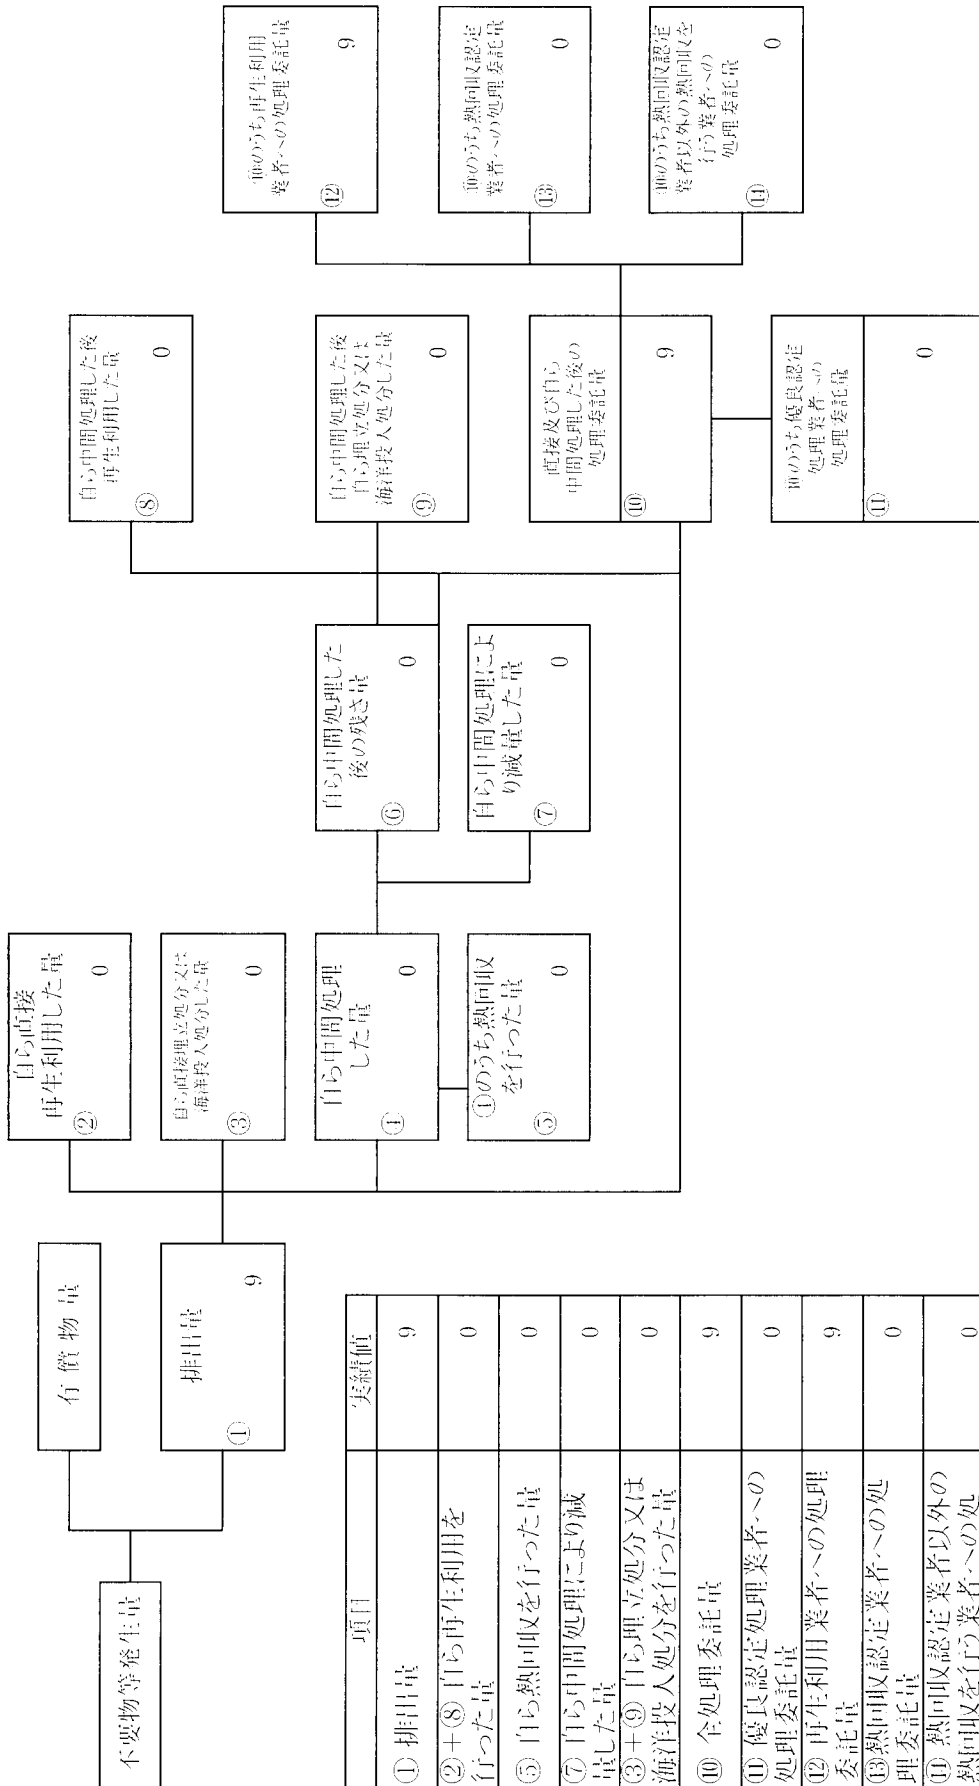 不要物等発生量
有償物量
排出量
①
9
自ら直接
再生利用した量
②
0
自ら直接埋立処分又は
海洋投入処分した量
③
0
自ら中間処理
した量
④
0
④のうち熱回収
を行った量
⑤
0
自ら中間処理した
後の残さ量
⑥
0
自ら中間処理によ
り減量した量
⑦
0
自ら中間処理した後
再生利用した量
⑧
0
自ら中間処理した後
自ら埋立処分又は
海洋投入処分した量
⑨
0
直接及び自ら
中間処理した後の
処理委託量
⑩
9
⑩のうち優良認定
処理業者への
処理委託量
⑪
0
⑩のうち再生利用
業者への処理委託量
⑫
9
⑩のうち熱回収認定
業者への処理委託量
⑬
0
⑩のうち熱回収認定
業者以外の熱回収を
行う業者への
処理委託量
⑭
0
項目 実績値
① 排出量 9
②+⑧ 自ら再生利用を
行った量 0
⑤ 自ら熱回収を行った量 0
⑦ 自ら中間処理により減
量した量 0
③+⑨ 自ら埋立処分又は
海洋投入処分を行った量 0
⑩ 全処理委託量 9
⑪ 優良認定処理業者への
処理委託量 0
⑫ 再生利用業者への処理
委託量 9
⑬熱回収認定業者への処
理委託量 0
⑭ 熱回収認定業者以外の
熱回収を行う業者への処 0